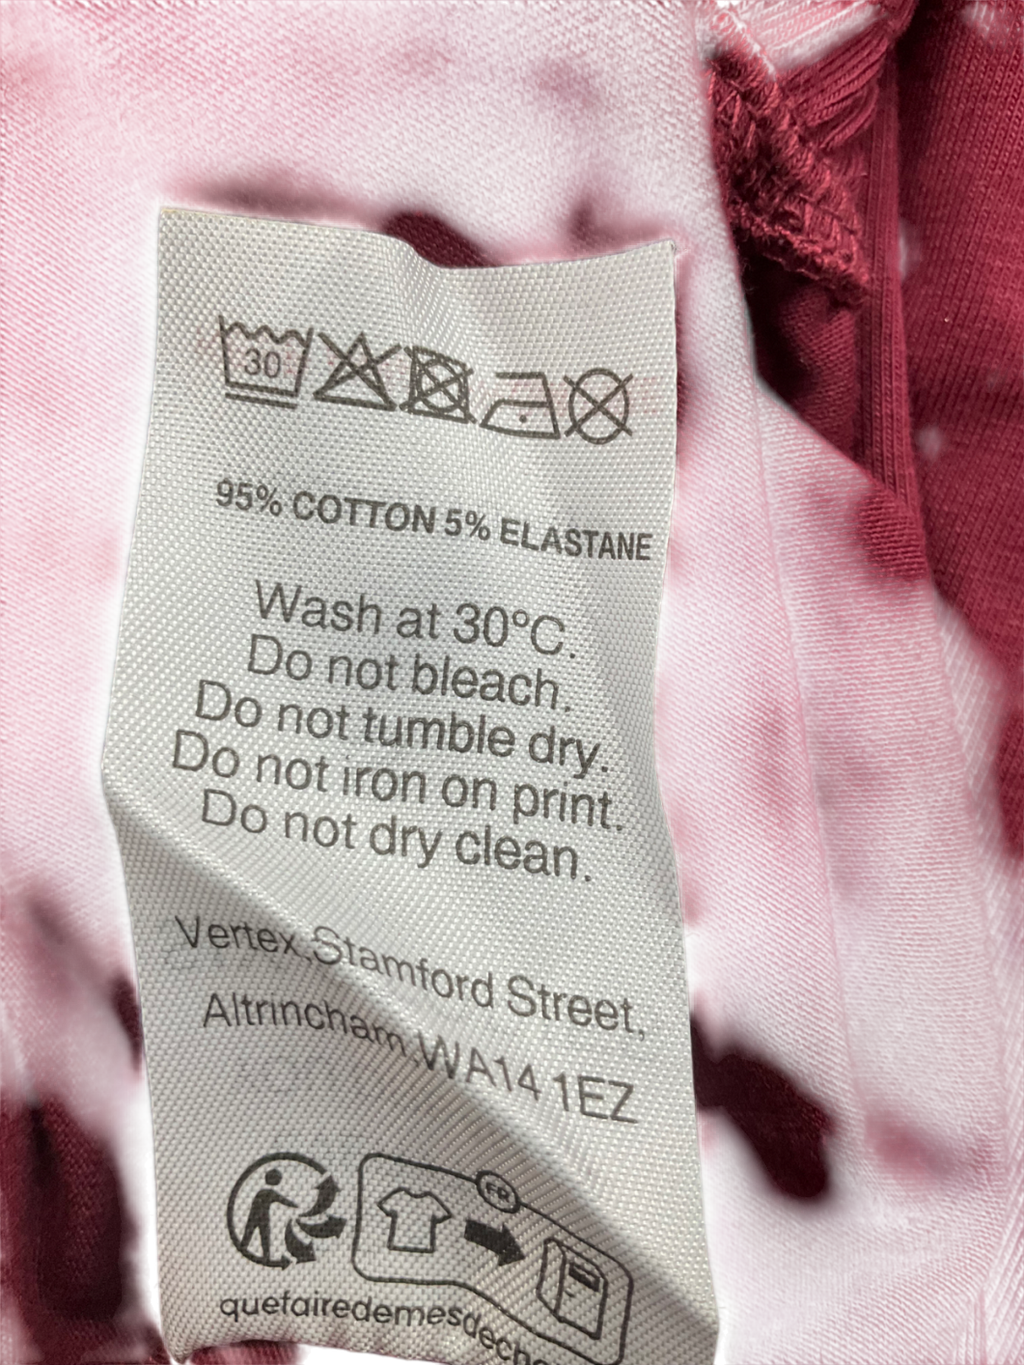 30
95% COTTON 5% ELASTANE
Wash at 30°C.
Do not bleach.
Do not tumble dry.
Do not iron on print.
Do not dry clean.
Vertex,Stamford Street,
Altrincham,WA14 1EZ
FR